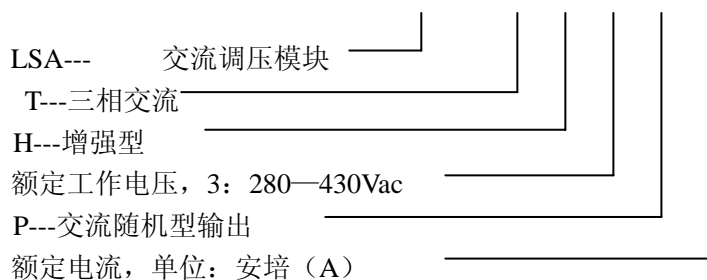 LSA--- 交流调压模块
T---三相交流
H---增强型
额定工作电压，3：280—430Vac
P---交流随机型输出
额定电流，单位：安培（A）